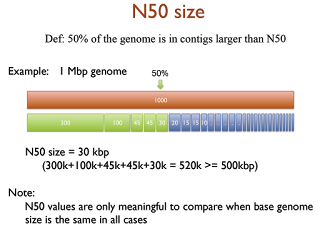 N50 size
Def: 50% of the genome is in contigs larger than N50
Example: 1 Mbp genome
50%
1000
300 100 45 45 30 20 15 15 10
N50 size = 30 kbp
(300k+100k+45k+45k+30k = 520k >= 500kbp)
Note:
N50 values are only meaningful to compare when base genome
size is the same in all cases